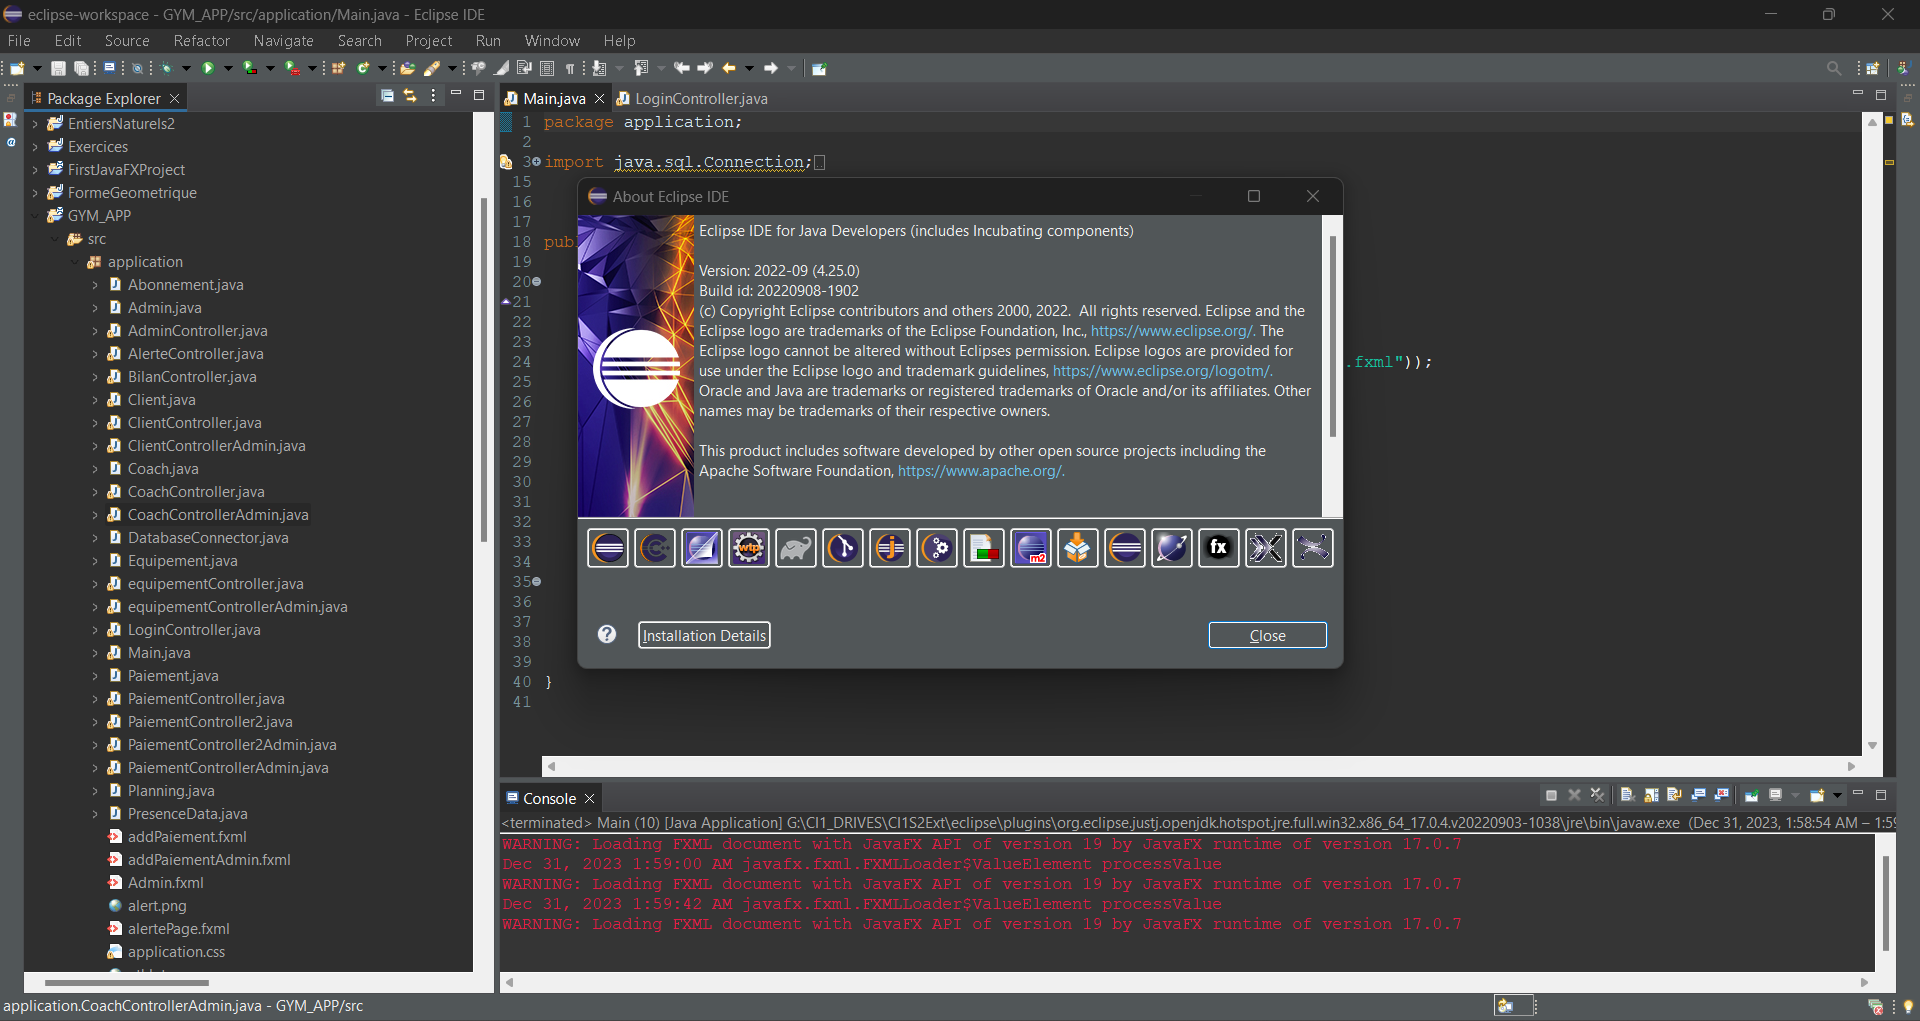 eclipse-workspace - GYM_APP/src/application/Main.java - Eclipse IDE
File Edit Source Refactor Navigate Search Project Run Window Help
Package Explorer
EntiersNaturels2
Exercices
FirstJavaFXProject
FormeGeometrique
GYM_APP
src
application
Abonnement.java
Admin.java
AdminController.java
AlerteController.java
BilanController.java
Client.java
ClientController.java
ClientControllerAdmin.java
Coach.java
CoachController.java
CoachControllerAdmin.java
DatabaseConnector.java
Equipement.java
equipementController.java
equipementControllerAdmin.java
LoginController.java
Main.java
Paiement.java
PaiementController.java
PaiementController2.java
PaiementController2Admin.java
PaiementControllerAdmin.java
Planning.java
PresenceData.java
addPaiement.fxml
addPaiementAdmin.fxml
Admin.fxml
alert.png
alertePage.fxml
application.css
Main.java LoginController.java
1 package application;
2
3 import java.sql.Connection;
15
16
17
18 pub
19
20
21
22
23
24 .fxml"));
25
26
27
28
29
30
31
32
33
34
35
36
37
38
39
40 }
41
About Eclipse IDE
Eclipse IDE for Java Developers (includes Incubating components)
Version: 2022-09 (4.25.0)
Build id: 20220908-1902
(c) Copyright Eclipse contributors and others 2000, 2022. All rights reserved. Eclipse and the
Eclipse logo are trademarks of the Eclipse Foundation, Inc., https://www.eclipse.org/. The
Eclipse logo cannot be altered without Eclipses permission. Eclipse logos are provided for
use under the Eclipse logo and trademark guidelines, https://www.eclipse.org/logotm/.
Oracle and Java are trademarks or registered trademarks of Oracle and/or its affiliates. Other
names may be trademarks of their respective owners.
This product includes software developed by other open source projects including the
Apache Software Foundation, https://www.apache.org/.
wtp m2 fx
Installation Details Close
Console
<terminated> Main (10) [Java Application] G:\CI1_DRIVES\CI1S2Ext\eclipse\plugins\org.eclipse.justj.openjdk.hotspot.jre.full.win32.x86_64_17.0.4.v20220903-1038\jre\bin\javaw.exe (Dec 31, 2023, 1:58:54 AM – 1:59
WARNING: Loading FXML document with JavaFX API of version 19 by JavaFX runtime of version 17.0.7
Dec 31, 2023 1:59:00 AM javafx.fxml.FXMLLoader$ValueElement processValue
WARNING: Loading FXML document with JavaFX API of version 19 by JavaFX runtime of version 17.0.7
Dec 31, 2023 1:59:42 AM javafx.fxml.FXMLLoader$ValueElement processValue
WARNING: Loading FXML document with JavaFX API of version 19 by JavaFX runtime of version 17.0.7
application.CoachControllerAdmin.java - GYM_APP/src